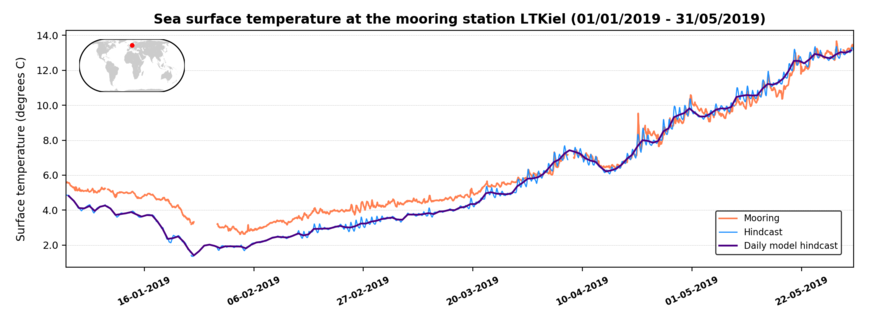 Sea surface temperature at the mooring station LTKiel (01/01/2019 - 31/05/2019)
Surface temperature (degrees C)
14.0
12.0
10.0
8.0
6.0
4.0
2.0
Mooring
Hindcast
Daily model hindcast
16-01-2019
06-02-2019
27-02-2019
20-03-2019
10-04-2019
01-05-2019
22-05-2019